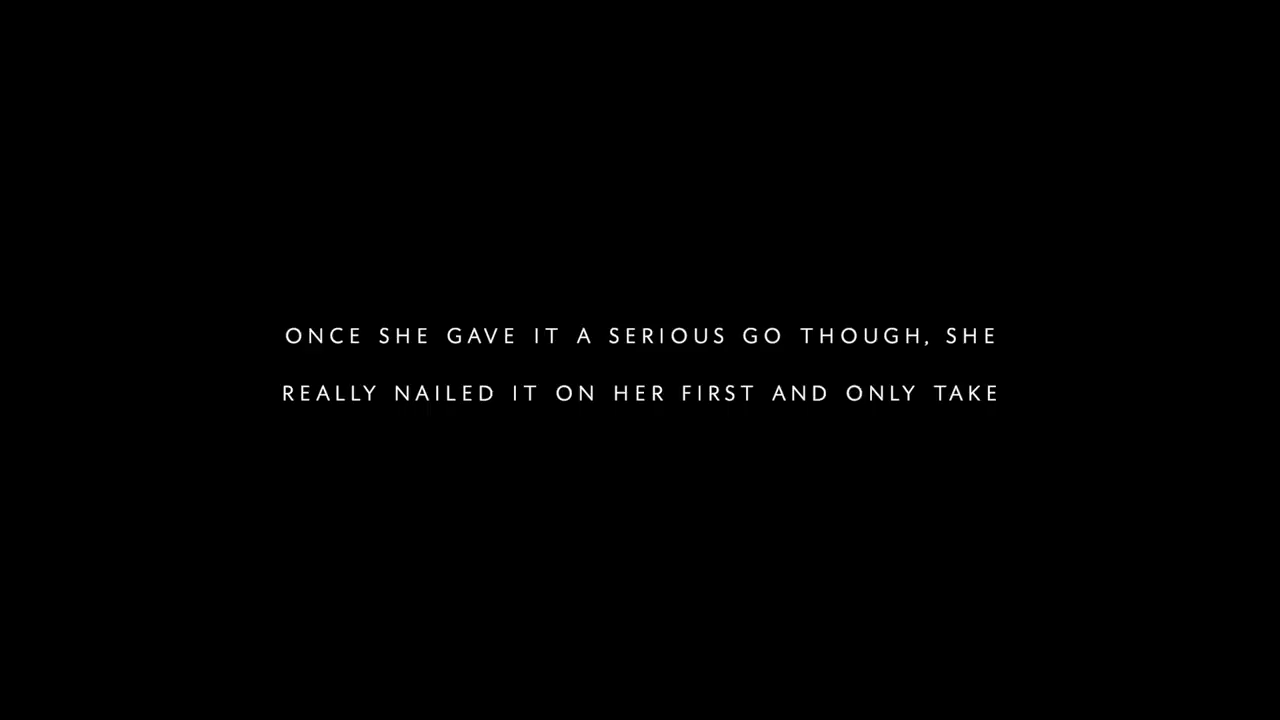 ONCE SHE GAVE IT A SERIOUS GO THOUGH, SHE
REALLY NAILED IT ON HER FIRST AND ONLY TAKE